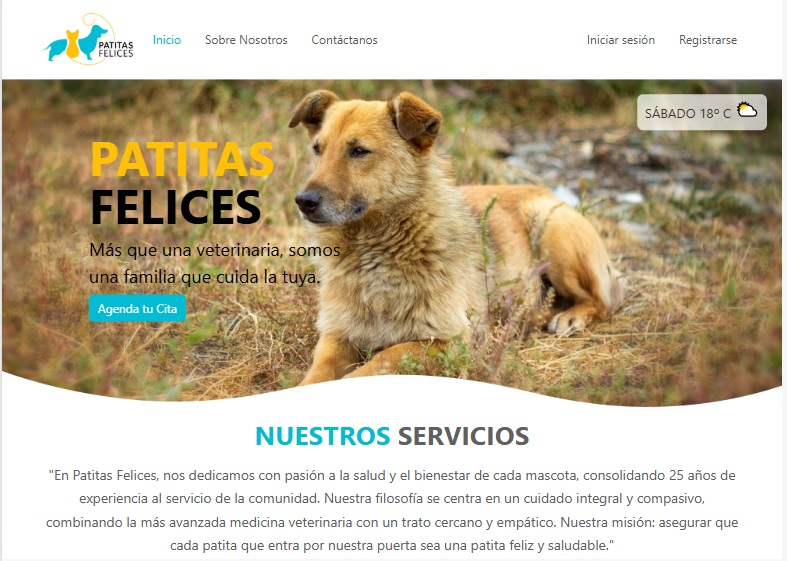 PATITAS
FELICES
Inicio
Sobre Nosotros
Contáctanos
Iniciar sesión
Registrarse
SÁBADO 18º C
PATITAS
FELICES
Más que una veterinaria, somos
una familia que cuida la tuya.
Agenda tu Cita
NUESTROS SERVICIOS
"En Patitas Felices, nos dedicamos con pasión a la salud y el bienestar de cada mascota, consolidando 25 años de
experiencia al servicio de la comunidad. Nuestra filosofía se centra en un cuidado integral y compasivo,
combinando la más avanzada medicina veterinaria con un trato cercano y empático. Nuestra misión: asegurar que
cada patita que entra por nuestra puerta sea una patita feliz y saludable."